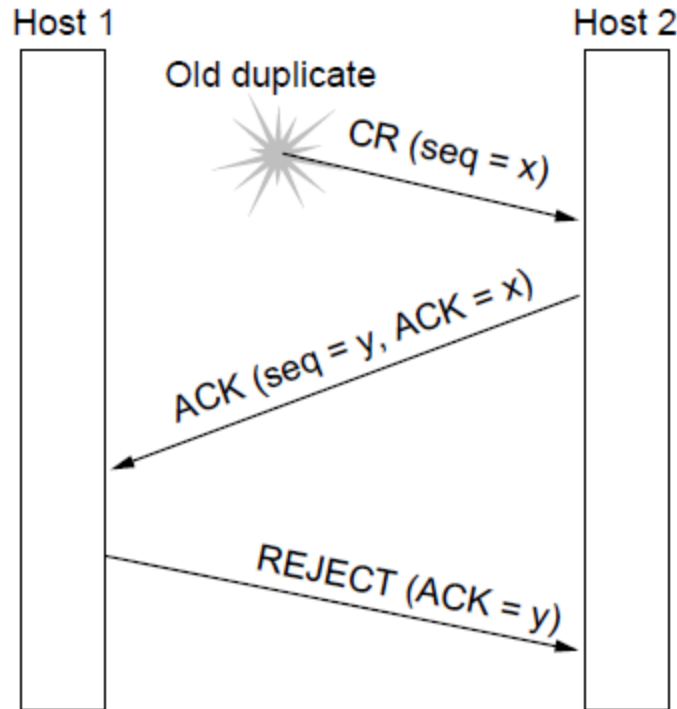 Host 1
Host 2
Old duplicate
CR (seq = x)
ACK (seq = y, ACK = x)
REJECT (ACK = y)